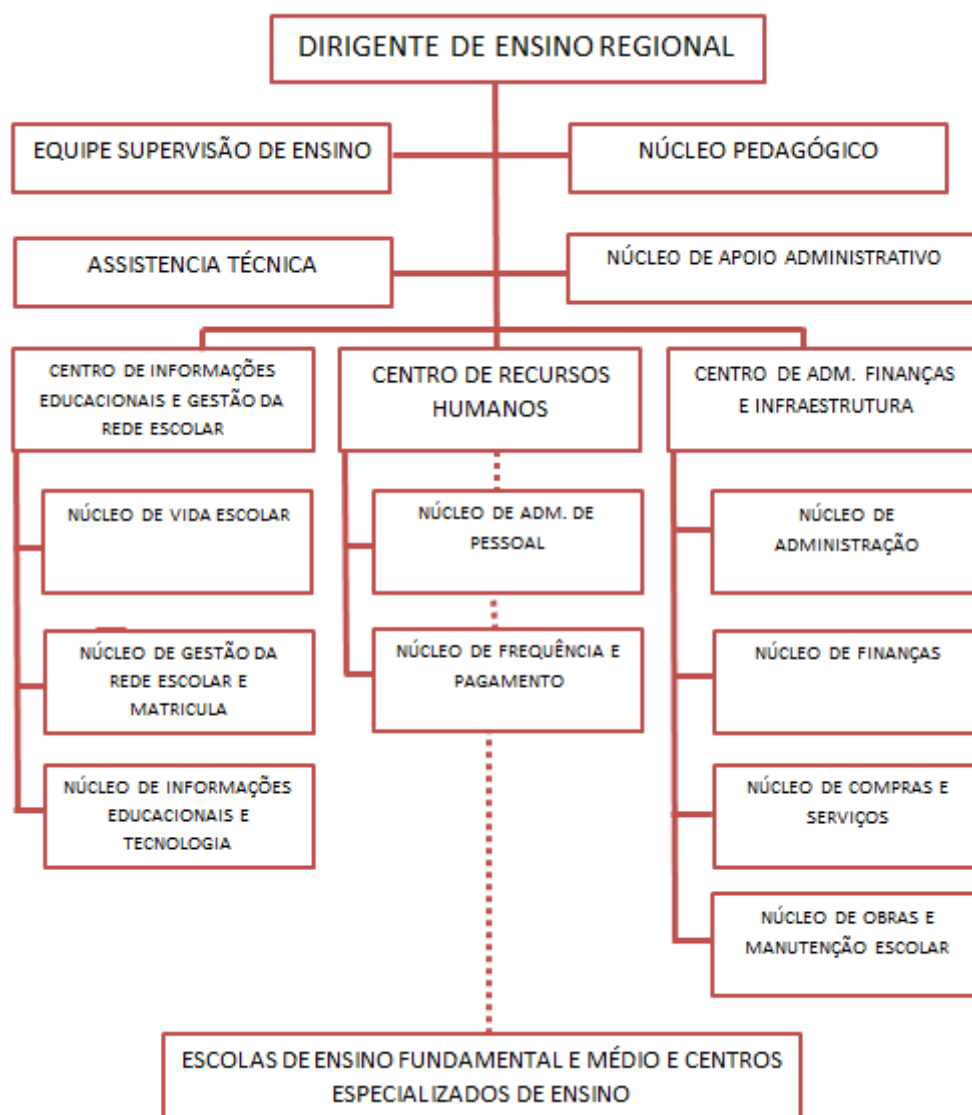 DIRIGENTE DE ENSINO REGIONAL
EQUIPE SUPERVISÃO DE ENSINO
NÚCLEO PEDAGÓGICO
ASSISTENCIA TÉCNICA
NÚCLEO DE APOIO ADMINISTRATIVO
CENTRO DE INFORMAÇÕES
EDUCACIONAIS E GESTÃO DA
REDE ESCOLAR
CENTRO DE RECURSOS
HUMANOS
CENTRO DE ADM. FINANÇAS
E INFRAESTRUTURA
NÚCLEO DE VIDA ESCOLAR
NÚCLEO DE GESTÃO DA
REDE ESCOLAR E
MATRICULA
NÚCLEO DE INFORMAÇÕES
EDUCACIONAIS E
TECNOLOGIA
NÚCLEO DE ADM. DE
PESSOAL
NÚCLEO DE FREQUÊNCIA E
PAGAMENTO
NÚCLEO DE
ADMINISTRAÇÃO
NÚCLEO DE FINANÇAS
NÚCLEO DE COMPRAS E
SERVIÇOS
NÚCLEO DE OBRAS E
MANUTENÇÃO ESCOLAR
ESCOLAS DE ENSINO FUNDAMENTAL E MÉDIO E CENTROS
ESPECIALIZADOS DE ENSINO